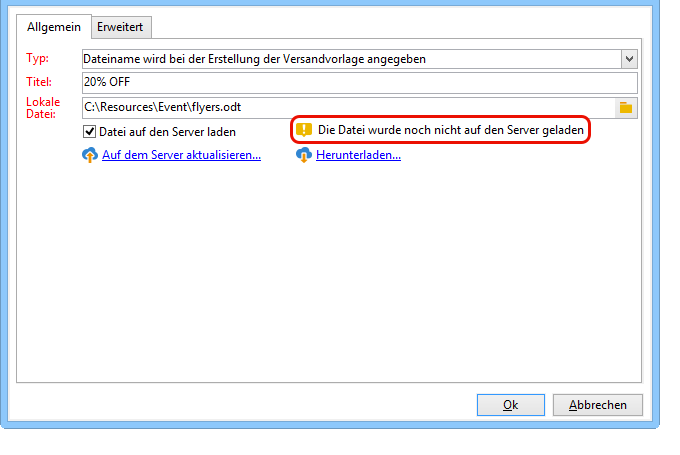 Allgemein Erweitert
Typ: Dateiname wird bei der Erstellung der Versandvorlage angegeben
Titel: 20% OFF
Lokale
Datei: C:\Resources\Event\flyers.odt
Datei auf den Server laden Die Datei wurde noch nicht auf den Server geladen
Auf dem Server aktualisieren... Herunterladen...
Ok Abbrechen